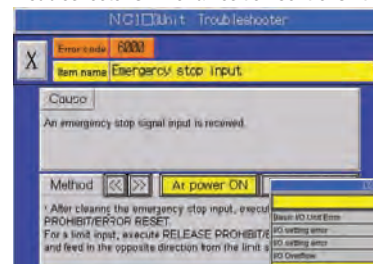 NC1□□Unit Troubleshooter
X
Error code 6000
Item name Emergency stop input
Cause
An emergency stop signal input is received.
Method << >> At power ON
* After clearing the emergency stop input, execut
PROHIBIT/ERROR RESET.
For a limit input, execute RELEASE PROHIBIT/E
and feed in the opposite direction from the limit s
Basic I/O Unit Error
I/O setting error
I/O setting error
I/O Overflow